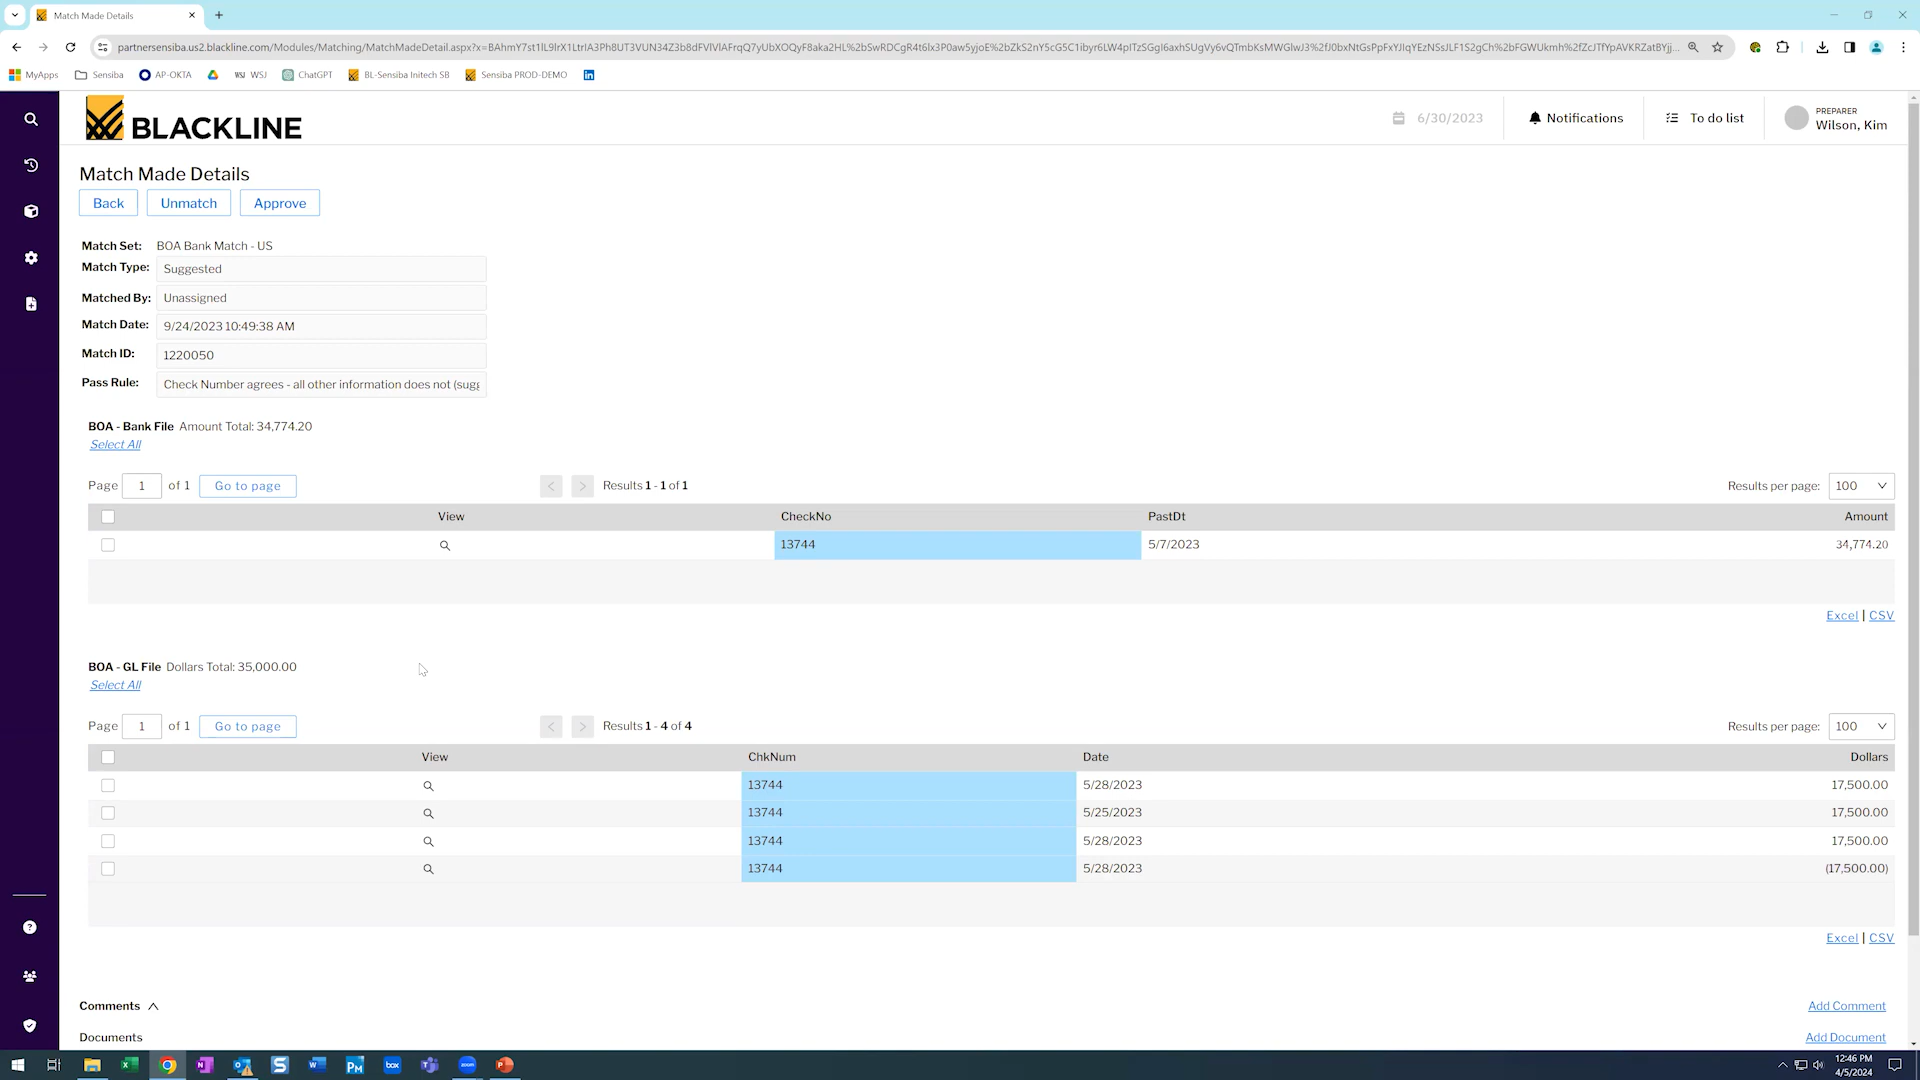 Match Made Details
partnersensiba.us2.blackline.com/Modules/Matching/
MyApps
Sensiba
AP-OKTA
WSJ WSJ
ChatGPT
BL-Sensiba Initech SB
Sensiba PROD-DEMO
BLACKLINE
6/30/2023
Notifications
To do list
PREPARER
Wilson, Kim
Match Made Details
Back Unmatch Approve
Match Set: BOA Bank Match - US
Match Type: Suggested
Matched By: Unassigned
Match Date: 9/24/2023 10:49:38 AM
Match ID: 1220050
Pass Rule: Check Number agrees - all other information does not (sugg
BOA - Bank File Amount Total: 34,774.20
Select All
Page 1 of 1 Go to page < > Results 1 - 1 of 1 Results per page: 100
View CheckNo PastDt Amount
13744 5/7/2023 34,774.20
Excel | CSV
BOA - GL File Dollars Total: 35,000.00
Select All
Page 1 of 1 Go to page < > Results 1 - 4 of 4 Results per page: 100
View ChkNum Date Dollars
13744 5/28/2023 17,500.00
13744 5/25/2023 17,500.00
13744 5/28/2023 17,500.00
13744 5/28/2023 (17,500.00)
Excel | CSV
Comments Add Comment
Documents Add Document
12:46 PM
4/5/2024